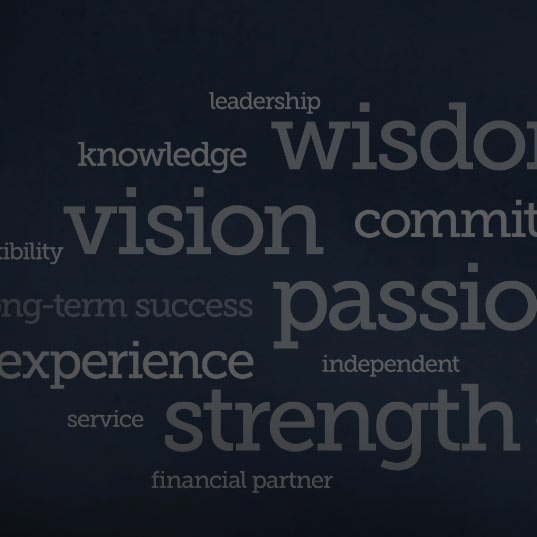 leadership
wisdo
knowledge
vision
commit
ibility
ng-term success
passio
experience
independent
strength
service
financial partner